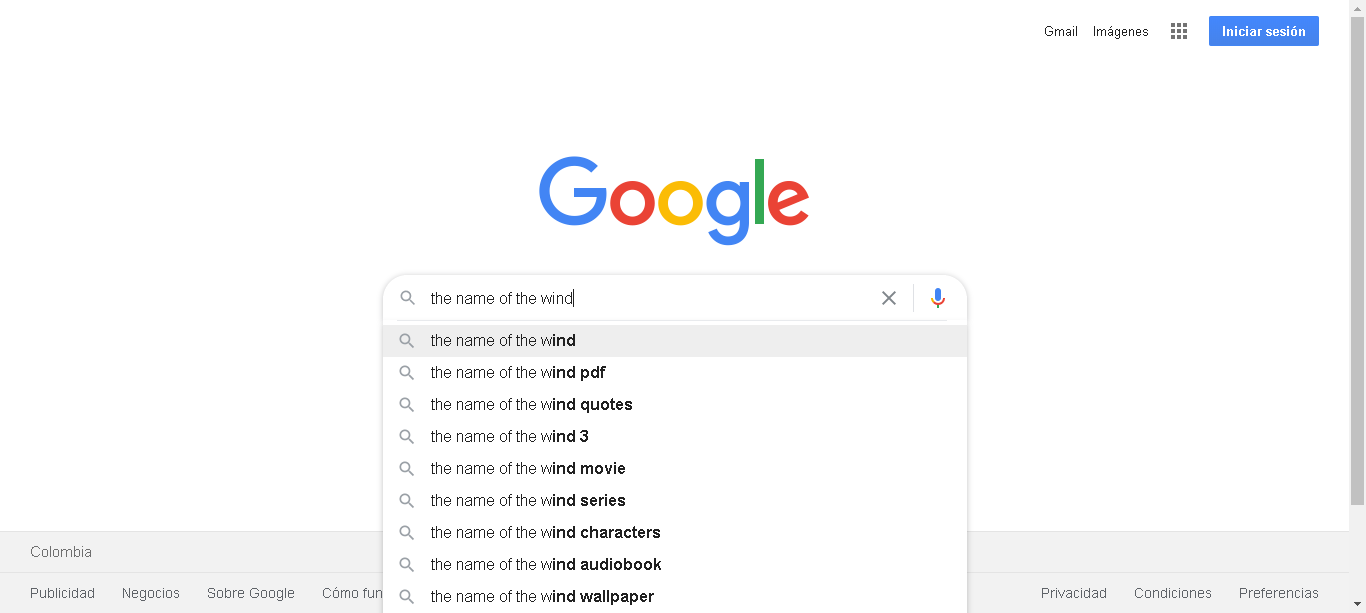 Gmail Imágenes Iniciar sesión
Google
the name of the wind
the name of the wind
the name of the wind pdf
the name of the wind quotes
the name of the wind 3
the name of the wind movie
the name of the wind series
the name of the wind characters
the name of the wind audiobook
the name of the wind wallpaper
Colombia
Publicidad Negocios Sobre Google Cómo fun Privacidad Condiciones Preferencias